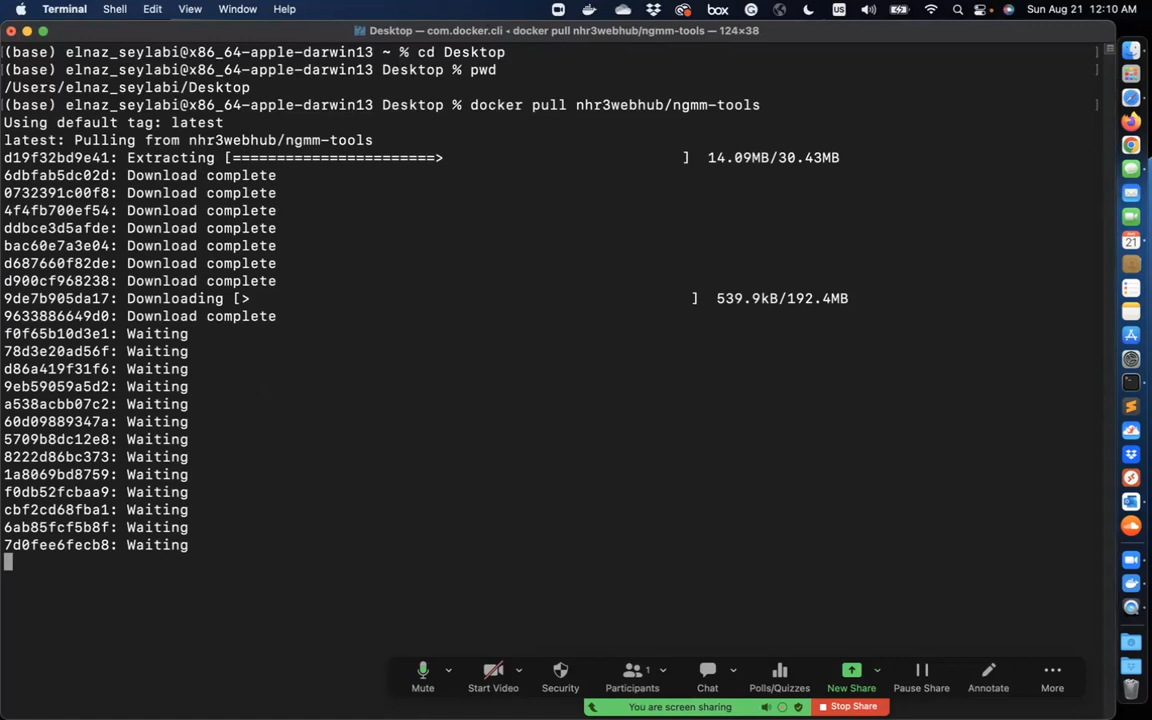 Terminal Shell Edit View Window Help box US Sun Aug 21 12:10 AM
Desktop — com.docker.cli • docker pull nhr3webhub/ngmm-tools — 124×38
(base) elnaz_seylabi@x86_64-apple-darwin13 ~ % cd Desktop
(base) elnaz_seylabi@x86_64-apple-darwin13 Desktop % pwd
/Users/elnaz_seylabi/Desktop
(base) elnaz_seylabi@x86_64-apple-darwin13 Desktop % docker pull nhr3webhub/ngmm-tools
Using default tag: latest
latest: Pulling from nhr3webhub/ngmm-tools
d19f32bd9e41: Extracting [=======================> ] 14.09MB/30.43MB
6dbfab5dc02d: Download complete
0732391c00f8: Download complete
4f4fb700ef54: Download complete
ddbce3d5afde: Download complete
bac60e7a3e04: Download complete
d687660f82de: Download complete
d900cf968238: Download complete
9de7b905da17: Downloading [> ] 539.9kB/192.4MB
9633886649d0: Download complete
f0f65b10d3e1: Waiting
78d3e20ad56f: Waiting
d86a419f31f6: Waiting
9eb59059a5d2: Waiting
a538acbb07c2: Waiting
60d09889347a: Waiting
5709b8dc12e8: Waiting
8222d86bc373: Waiting
1a8069bd8759: Waiting
f0db52fcbaa9: Waiting
cbf2cd68fba1: Waiting
6ab85fcf5b8f: Waiting
7d0fee6fecb8: Waiting
Mute Start Video Security Participants 1 Chat Polls/Quizzes New Share Pause Share Annotate More
You are screen sharing Stop Share